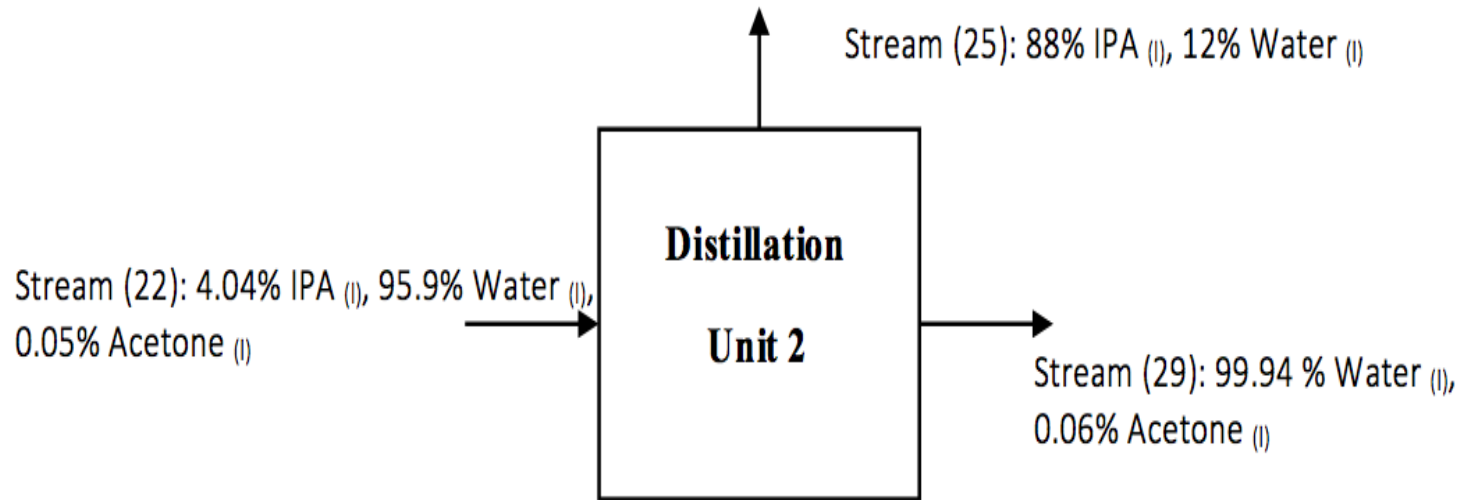 Stream (25): 88% IPA (l), 12% Water (l)
Distillation
Unit 2
Stream (22): 4.04% IPA (l), 95.9% Water (l),
0.05% Acetone (l)
Stream (29): 99.94 % Water (l),
0.06% Acetone (l)